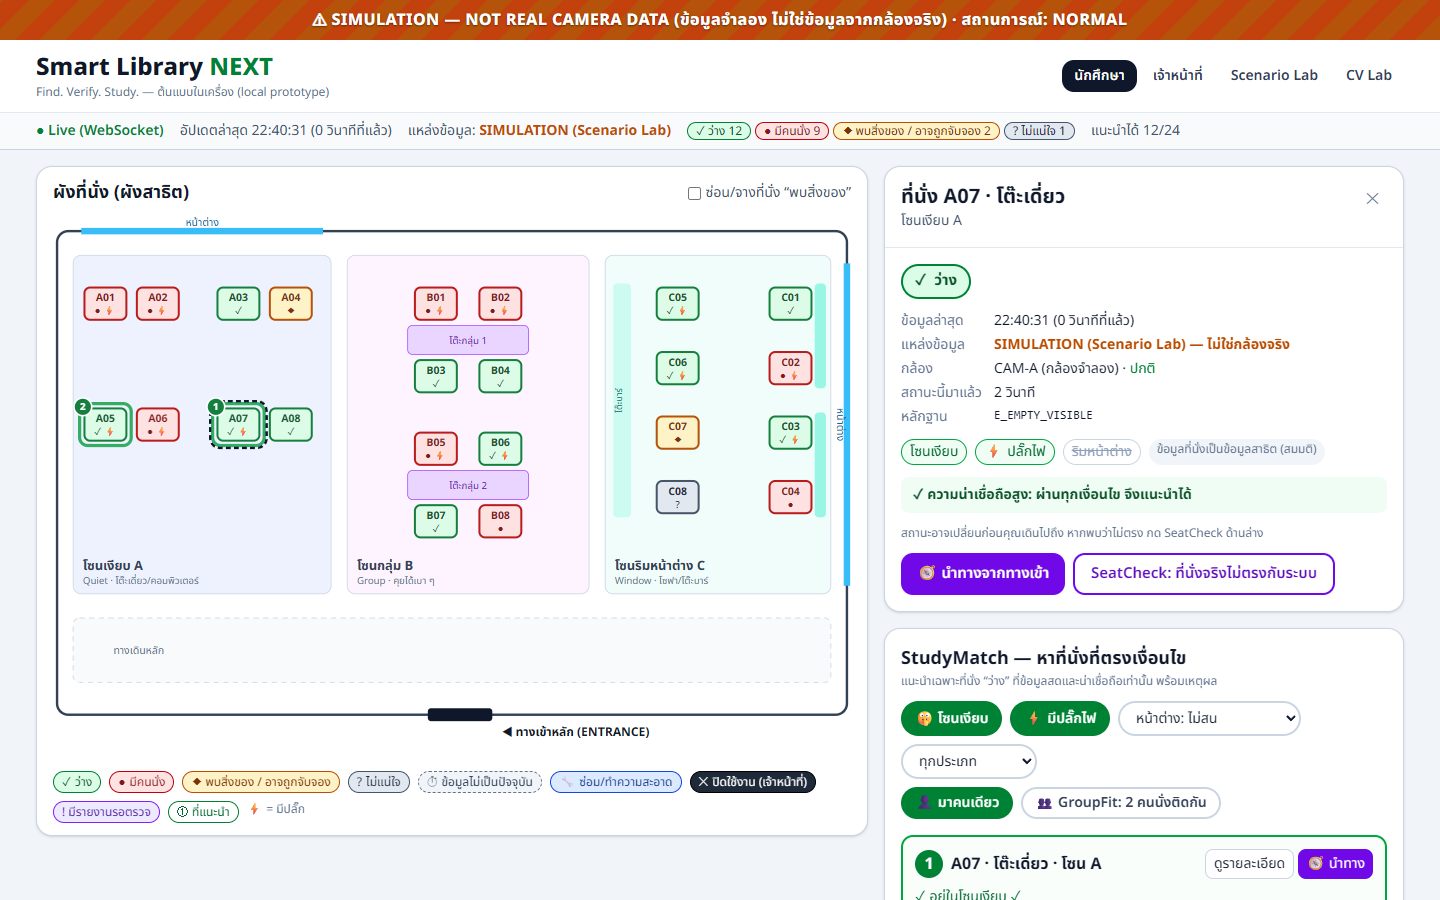 ⚠ SIMULATION — NOT REAL CAMERA DATA (ข้อมูลจำลอง ไม่ใช่ข้อมูลจากกล้องจริง) · สถานการณ์: NORMAL
Smart Library NEXT
Find. Verify. Study. — ต้นแบบในเครื่อง (local prototype)
นักศึกษา เจ้าหน้าที่ Scenario Lab CV Lab
● Live (WebSocket) อัปเดตล่าสุด 22:40:31 (0 วินาทีที่แล้ว) แหล่งข้อมูล: SIMULATION (Scenario Lab) ✓ ว่าง 12 ● มีคนนั่ง 9 ◆ พบสิ่งของ / อาจถูกจับจอง 2 ? ไม่แน่ใจ 1 แนะนำได้ 12/24
ผังที่นั่ง (ผังสาธิต)
ซ่อน/จางที่นั่ง “พบสิ่งของ”
หน้าต่าง
A01 A02 A03 A04
B01 B02
C05 C01
โต๊ะกลุ่ม 1
B03 B04
C06 C02
โต๊ะบาร์
หน้าต่าง
2 A05 A06 1 A07 A08
B05 B06
C07 C03
โต๊ะกลุ่ม 2
B07 B08
C08 ? C04
โซนเงียบ A
Quiet · โต๊ะเดี่ยว/คอมพิวเตอร์
โซนกลุ่ม B
Group · คุยได้เบา ๆ
โซนริมหน้าต่าง C
Window · โซฟา/โต๊ะบาร์
ทางเดินหลัก
◀ ทางเข้าหลัก (ENTRANCE)
✓ ว่าง ● มีคนนั่ง ◆ พบสิ่งของ / อาจถูกจับจอง ? ไม่แน่ใจ ⏱ ข้อมูลไม่เป็นปัจจุบัน 🔧 ซ่อม/ทำความสะอาด ✕ ปิดใช้งาน (เจ้าหน้าที่)
! มีรายงานรอตรวจ ① ที่แนะนำ ⚡ = มีปลั๊ก
ที่นั่ง A07 · โต๊ะเดี่ยว
โซนเงียบ A
✓ ว่าง
ข้อมูลล่าสุด 22:40:31 (0 วินาทีที่แล้ว)
แหล่งข้อมูล SIMULATION (Scenario Lab) — ไม่ใช่กล้องจริง
กล้อง CAM-A (กล้องจำลอง) · ปกติ
สถานะนี้มาแล้ว 2 วินาที
หลักฐาน E_EMPTY_VISIBLE
โซนเงียบ ⚡ ปลั๊กไฟ ริมหน้าต่าง ข้อมูลที่นั่งเป็นข้อมูลสาธิต (สมมติ)
✓ ความน่าเชื่อถือสูง: ผ่านทุกเงื่อนไข จึงแนะนำได้
สถานะอาจเปลี่ยนก่อนคุณเดินไปถึง หากพบว่าไม่ตรง กด SeatCheck ด้านล่าง
🧭 นำทางจากทางเข้า SeatCheck: ที่นั่งจริงไม่ตรงกับระบบ
StudyMatch — หาที่นั่งที่ตรงเงื่อนไข
แนะนำเฉพาะที่นั่ง “ว่าง” ที่ข้อมูลสดและน่าเชื่อถือเท่านั้น พร้อมเหตุผล
🤫 โซนเงียบ ⚡ มีปลั๊กไฟ หน้าต่าง: ไม่สน
ทุกประเภท
👤 มาคนเดียว 👥 GroupFit: 2 คนนั่งติดกัน
1 A07 · โต๊ะเดี่ยว · โซน A ดูรายละเอียด 🧭 นำทาง
✓ อยู่ในโซนเงียบ ✓